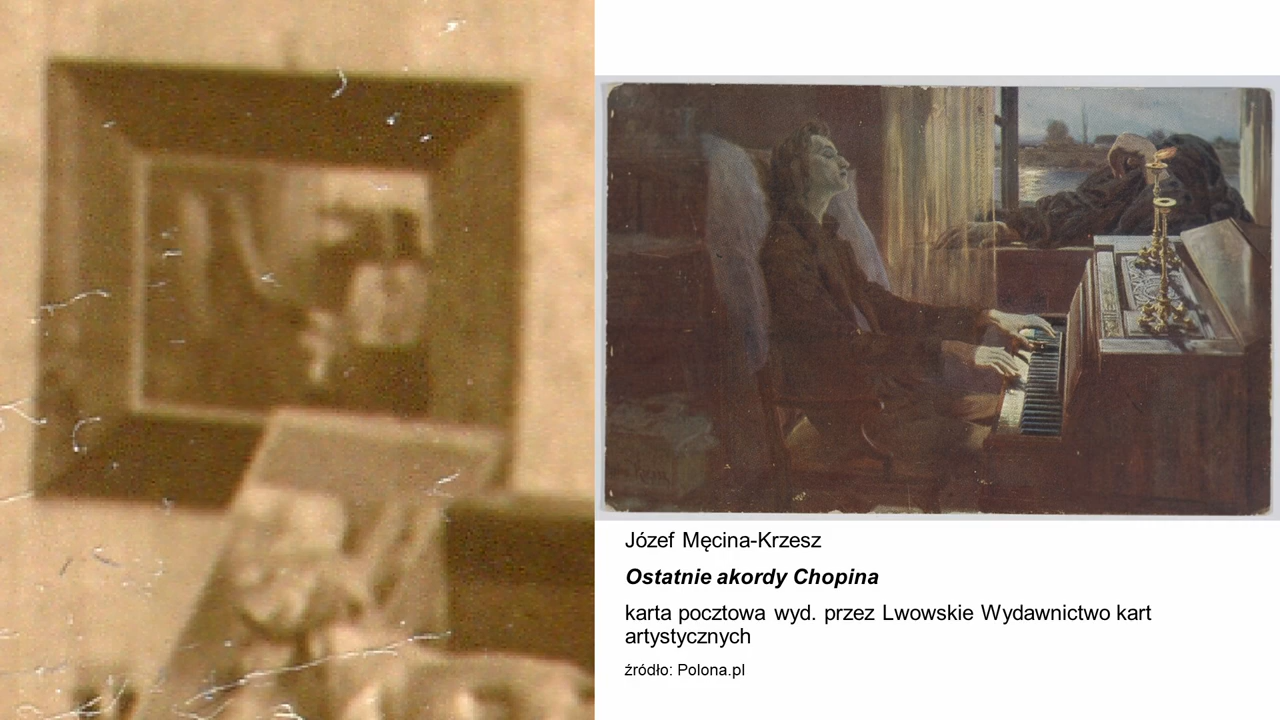 Józef Męcina-Krzesz
Ostatnie akordy Chopina
karta pocztowa wyd. przez Lwowskie Wydawnictwo kart
artystycznych
źródło: Polona.pl